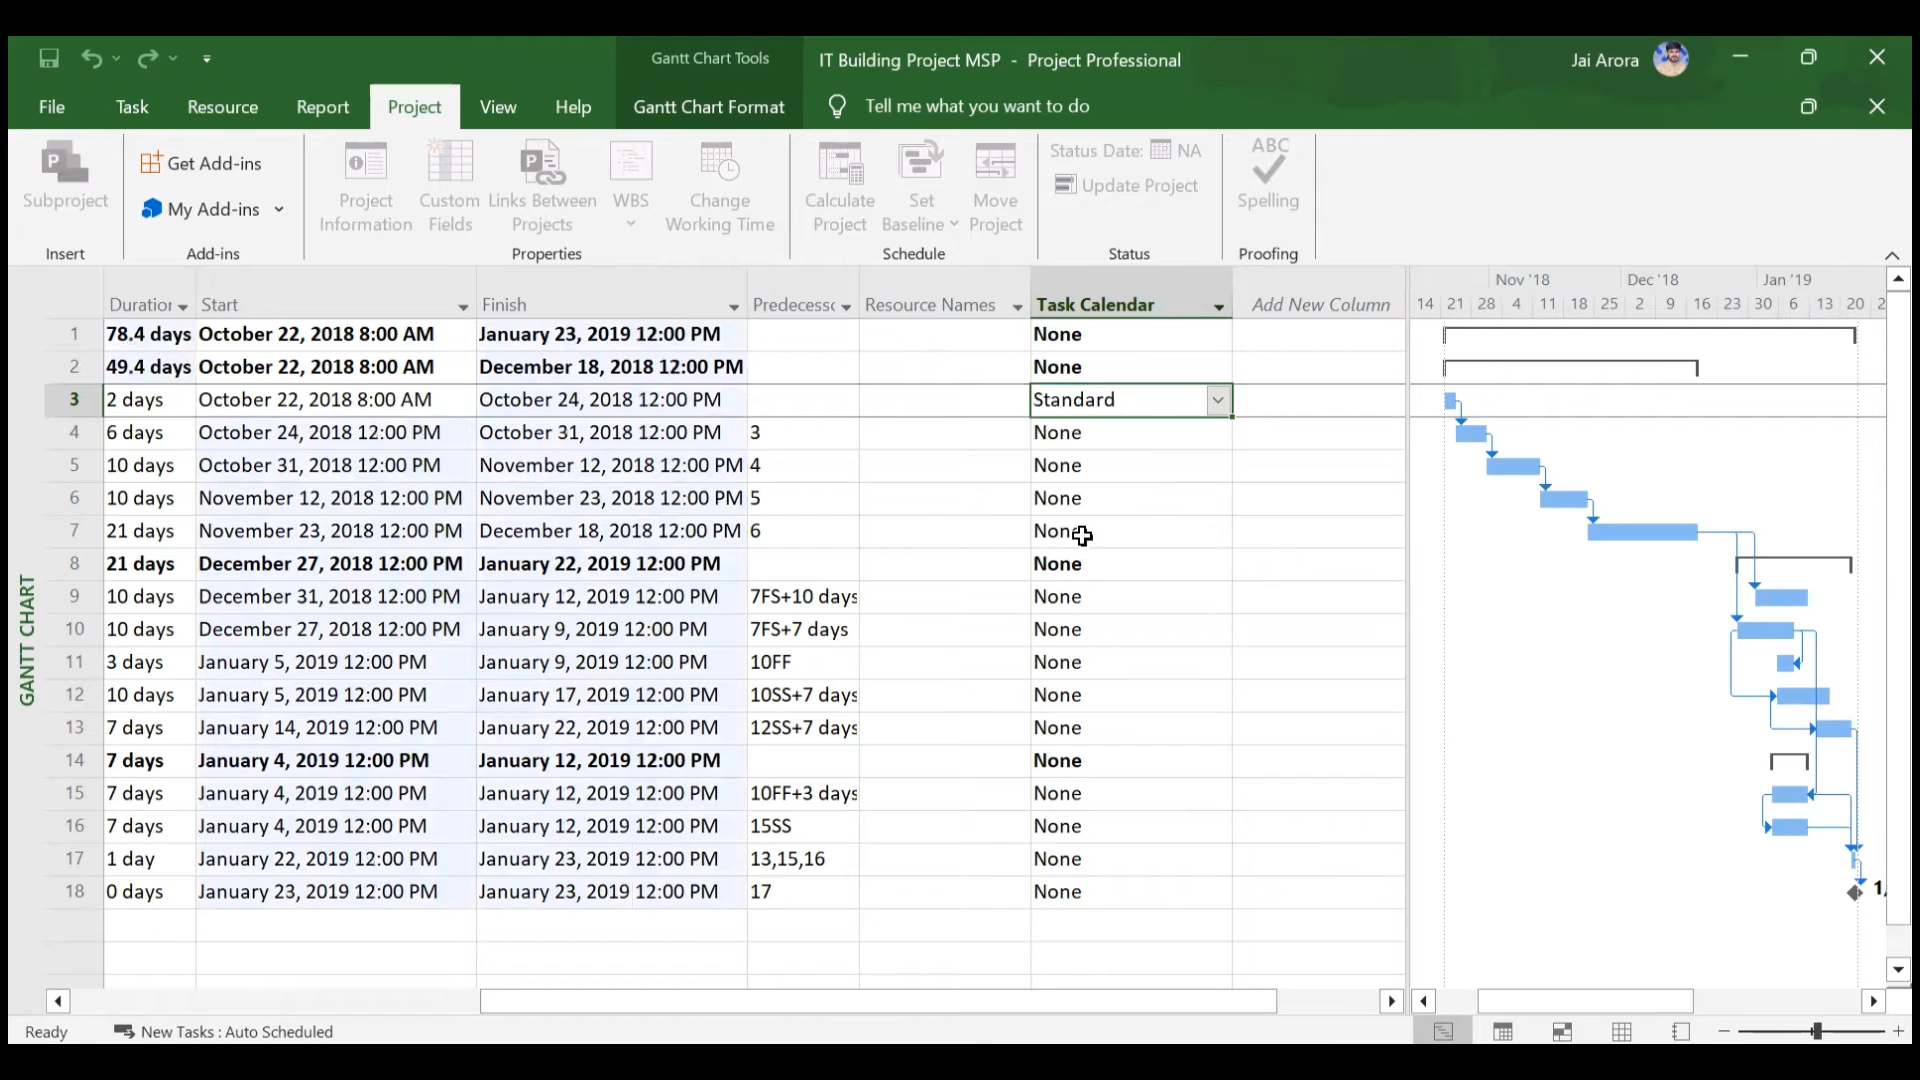 Gantt Chart Tools
IT Building Project MSP - Project Professional
Jai Arora
File Task Resource Report Project View Help Gantt Chart Format Tell me what you want to do
Subproject
Get Add-ins
My Add-ins
Project Information
Custom Fields
Links Between Projects
WBS
Change Working Time
Calculate Project
Set Baseline
Move Project
Status Date: NA
Update Project
ABC
Spelling
Insert Add-ins Properties Schedule Status Proofing
Nov '18 Dec '18 Jan '19
Duration Start Finish Predecesso Resource Names Task Calendar Add New Column 14 21 28 4 11 18 25 2 9 16 23 30 6 13 20 2
1 78.4 days October 22, 2018 8:00 AM January 23, 2019 12:00 PM None
2 49.4 days October 22, 2018 8:00 AM December 18, 2018 12:00 PM None
3 2 days October 22, 2018 8:00 AM October 24, 2018 12:00 PM Standard
4 6 days October 24, 2018 12:00 PM October 31, 2018 12:00 PM 3 None
5 10 days October 31, 2018 12:00 PM November 12, 2018 12:00 PM 4 None
6 10 days November 12, 2018 12:00 PM November 23, 2018 12:00 PM 5 None
7 21 days November 23, 2018 12:00 PM December 18, 2018 12:00 PM 6 None
8 21 days December 27, 2018 12:00 PM January 22, 2019 12:00 PM None
9 10 days December 31, 2018 12:00 PM January 12, 2019 12:00 PM 7FS+10 days None
10 10 days December 27, 2018 12:00 PM January 9, 2019 12:00 PM 7FS+7 days None
11 3 days January 5, 2019 12:00 PM January 9, 2019 12:00 PM 10FF None
12 10 days January 5, 2019 12:00 PM January 17, 2019 12:00 PM 10SS+7 days None
13 7 days January 14, 2019 12:00 PM January 22, 2019 12:00 PM 12SS+7 days None
14 7 days January 4, 2019 12:00 PM January 12, 2019 12:00 PM None
15 7 days January 4, 2019 12:00 PM January 12, 2019 12:00 PM 10FF+3 days None
16 7 days January 4, 2019 12:00 PM January 12, 2019 12:00 PM 15SS None
17 1 day January 22, 2019 12:00 PM January 23, 2019 12:00 PM 13,15,16 None
18 0 days January 23, 2019 12:00 PM January 23, 2019 12:00 PM 17 None 1,
GANTT CHART
Ready New Tasks : Auto Scheduled